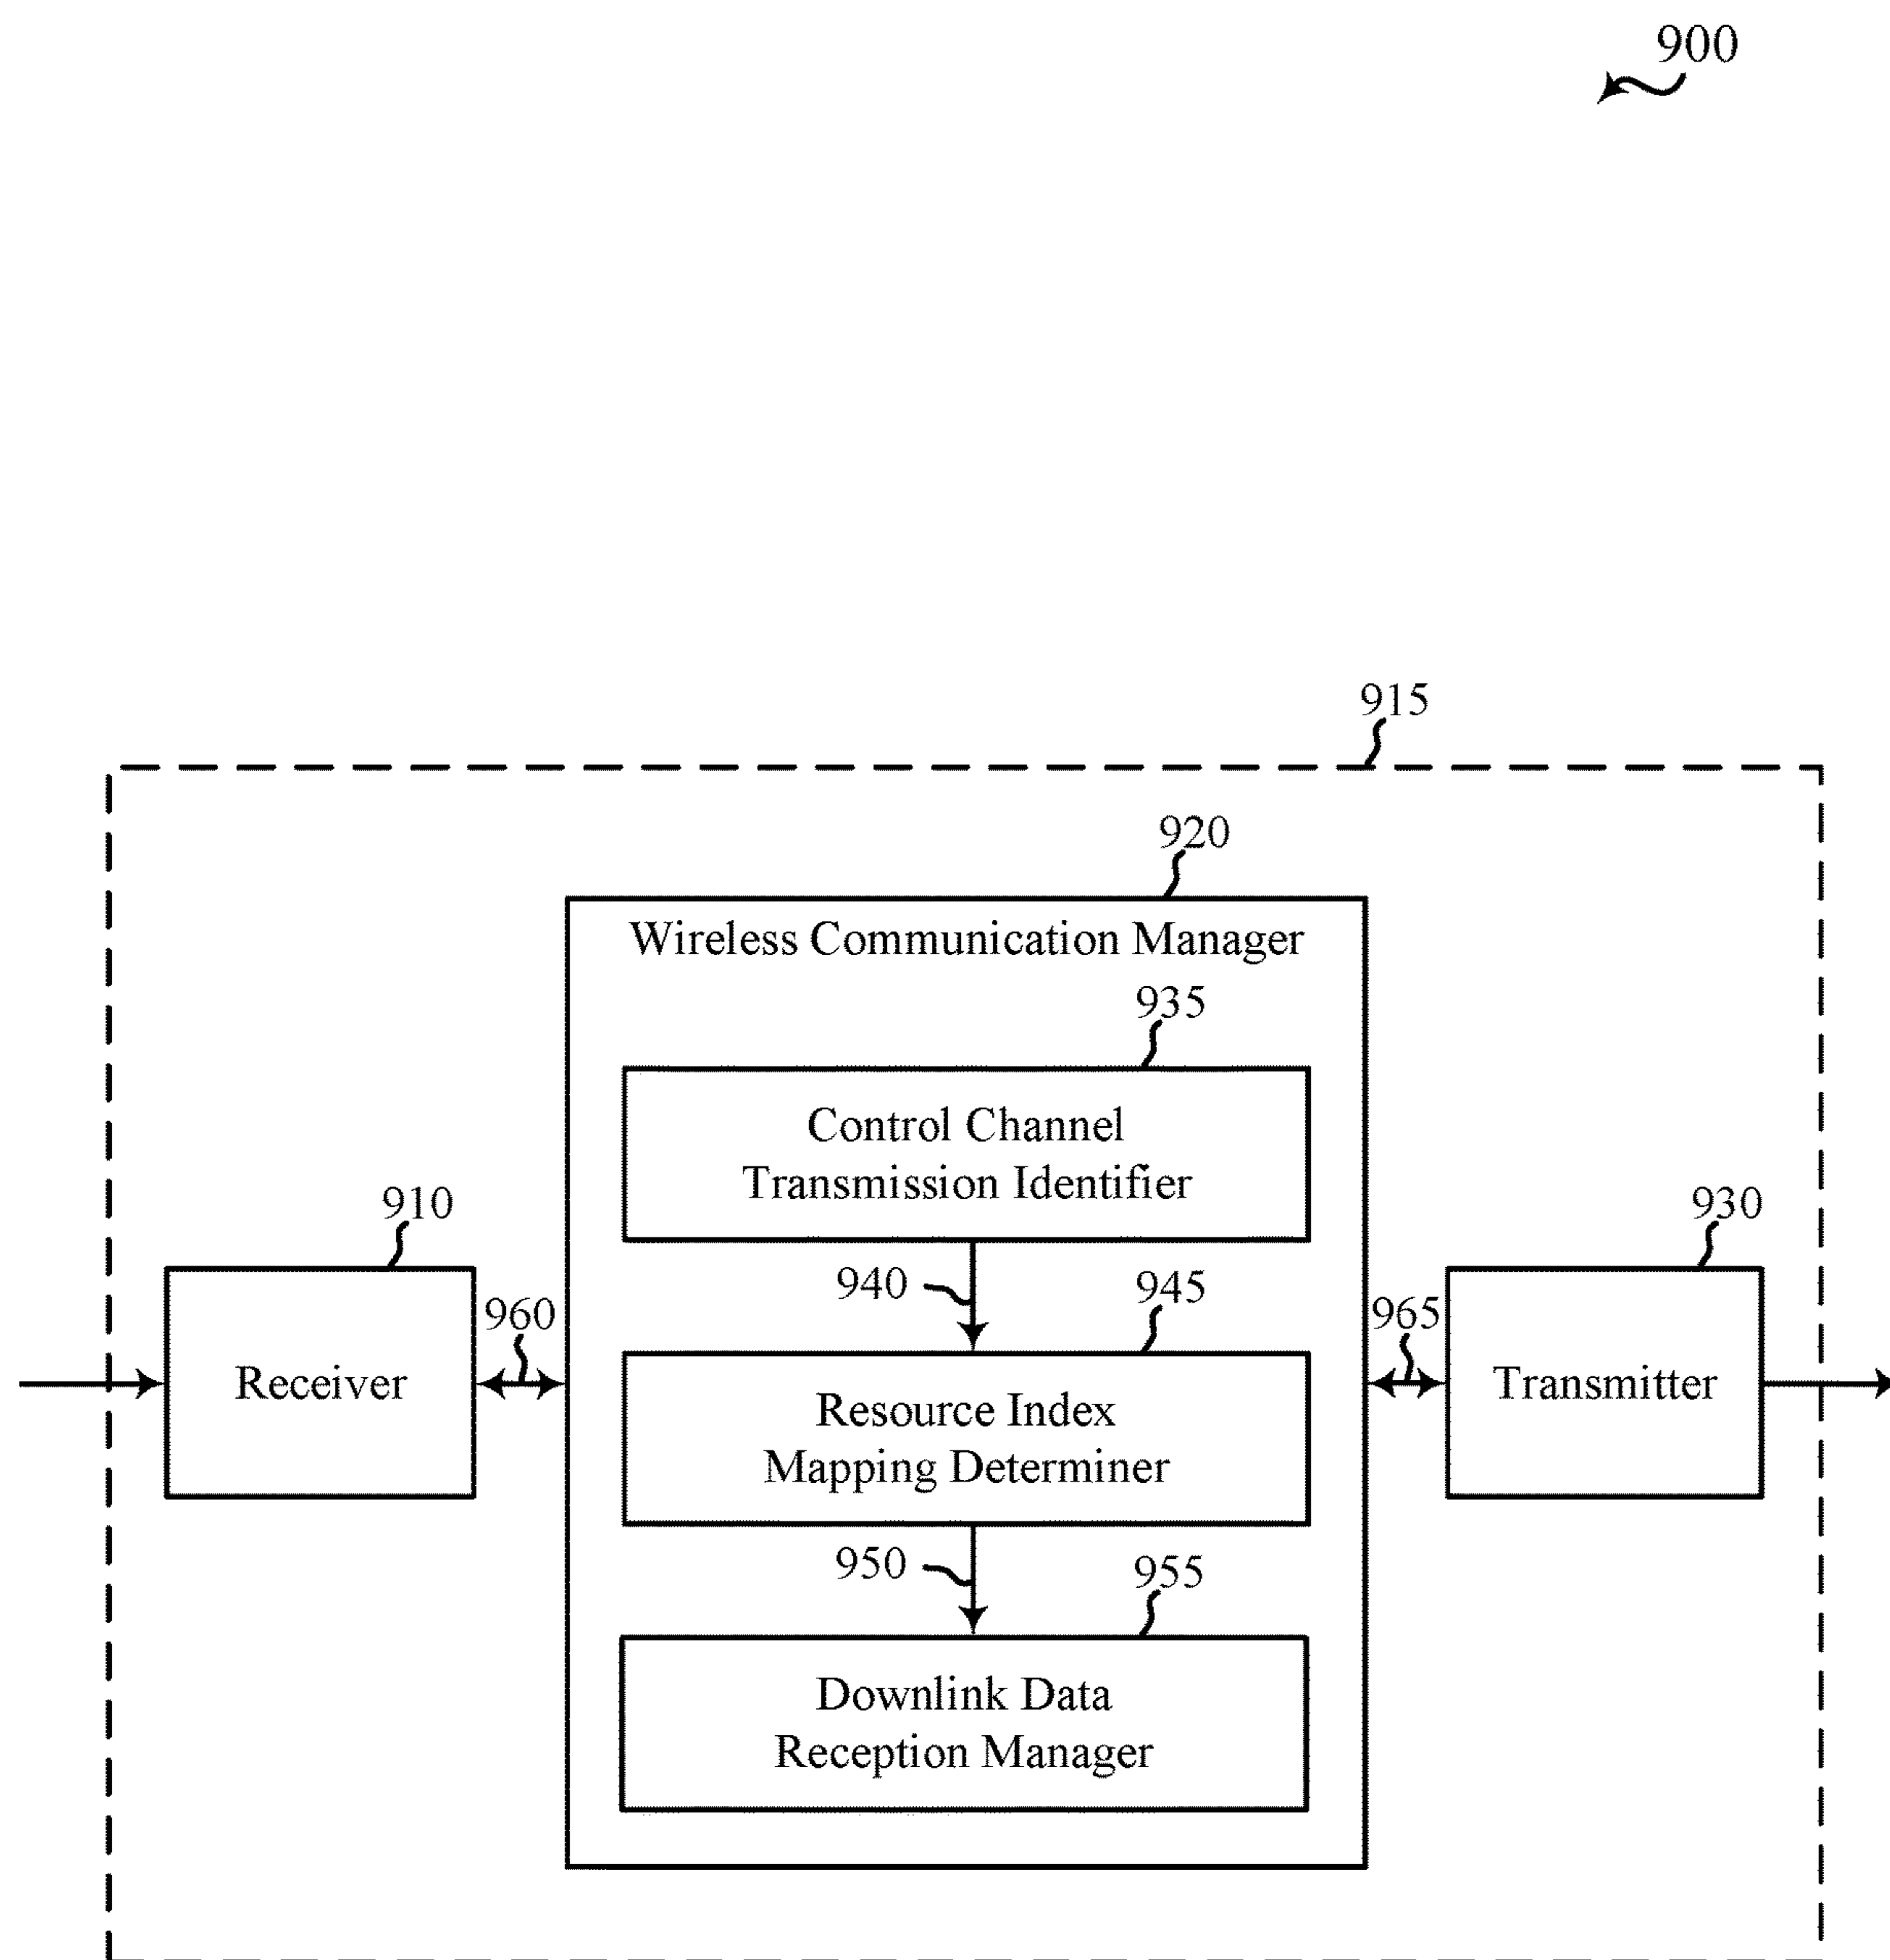 900
915
920
Wireless Communication Manager
935
Control Channel
Transmission Identifier
910
930
940
945
960
965
Receiver
Resource Index
Mapping Determiner
Transmitter
950
955
Downlink Data
Reception Manager